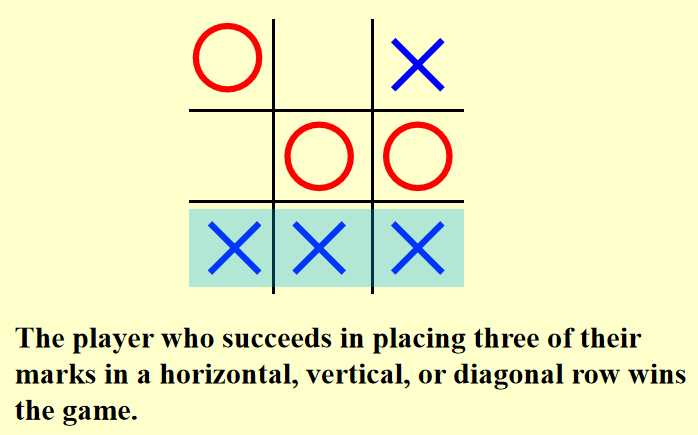 The player who succeeds in placing three of their
marks in a horizontal, vertical, or diagonal row wins
the game.